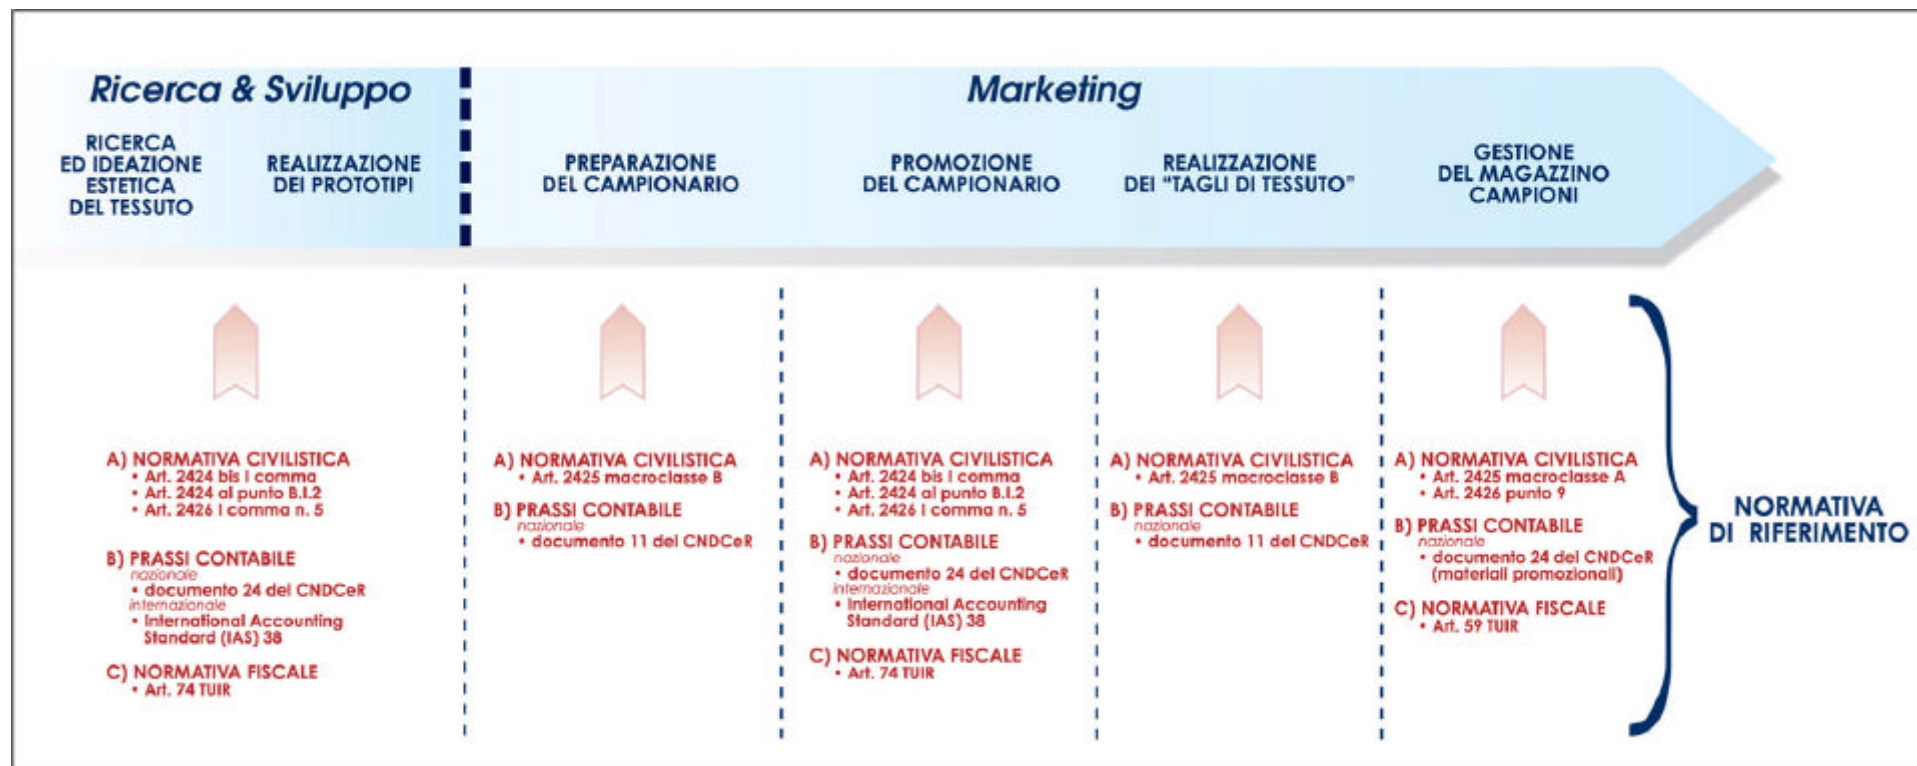 Ricerca & Sviluppo
Marketing
RICERCA
ED IDEAZIONE
ESTETICA
DEL TESSUTO
REALIZZAZIONE
DEI PROTOTIPI
PREPARAZIONE
DEL CAMPIONARIO
PROMOZIONE
DEL CAMPIONARIO
REALIZZAZIONE
DEI “TAGLI DI TESSUTO”
GESTIONE
DEL MAGAZZINO
CAMPIONI
A) NORMATIVA CIVILISTICA
• Art. 2424 bis I comma
• Art. 2424 al punto B.I.2
• Art. 2426 I comma n. 5
B) PRASSI CONTABILE
nazionale
• documento 24 del CNDCeR
internazionale
• International Accounting
Standard (IAS) 38
C) NORMATIVA FISCALE
• Art. 74 TUIR
A) NORMATIVA CIVILISTICA
• Art. 2425 macroclasse B
B) PRASSI CONTABILE
nazionale
• documento 11 del CNDCeR
A) NORMATIVA CIVILISTICA
• Art. 2424 bis I comma
• Art. 2424 al punto B.I.2
• Art. 2426 I comma n. 5
B) PRASSI CONTABILE
nazionale
• documento 24 del CNDCeR
internazionale
• International Accounting
Standard (IAS) 38
C) NORMATIVA FISCALE
• Art. 74 TUIR
A) NORMATIVA CIVILISTICA
• Art. 2425 macroclasse B
B) PRASSI CONTABILE
nazionale
• documento 11 del CNDCeR
A) NORMATIVA CIVILISTICA
• Art. 2425 macroclasse A
• Art. 2426 punto 9
B) PRASSI CONTABILE
nazionale
• documento 24 del CNDCeR
(materiali promozionali)
C) NORMATIVA FISCALE
• Art. 59 TUIR
NORMATIVA
DI RIFERIMENTO